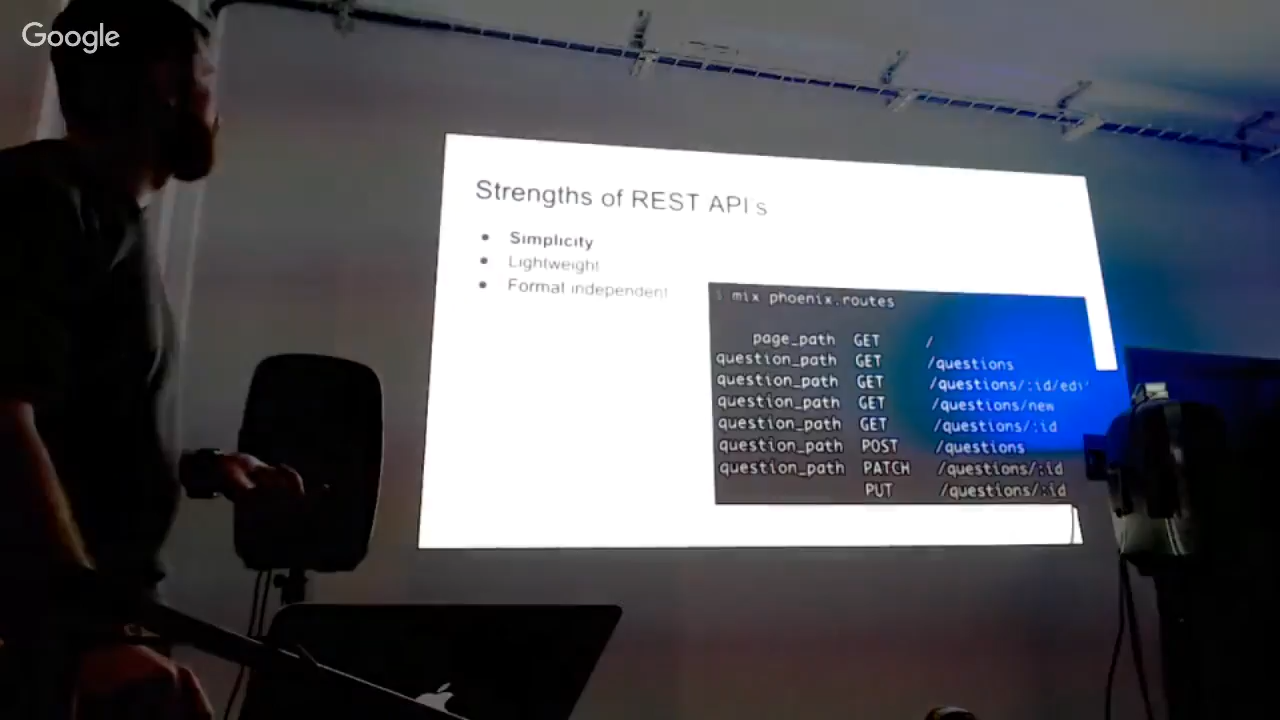 Google
Strengths of REST APIs
• Simplicity
• Lightweight
• Format independent
$ mix phoenix.routes
page_path GET /
question_path GET /questions
question_path GET /questions/:id/edit
question_path GET /questions/new
question_path GET /questions/:id
question_path POST /questions
question_path PATCH /questions/:id
PUT /questions/:id